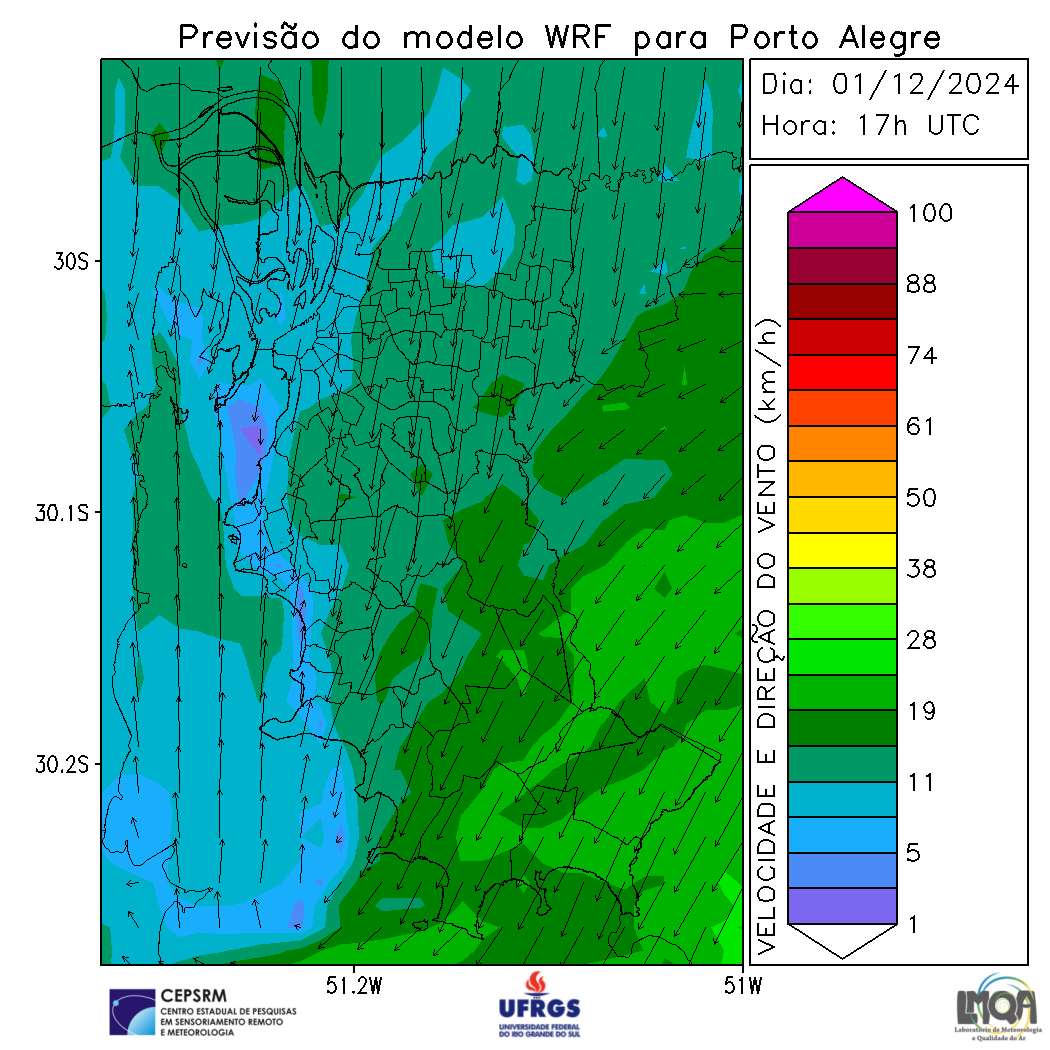 Previsão do modelo WRF para Porto Alegre
Dia: 01/12/2024
Hora: 17h UTC
30S
30.1S
30.2S
51.2W
51W
VELOCIDADE E DIREÇÃO DO VENTO (km/h)
100
88
74
61
50
38
28
19
11
5
1
CEPSRM
CENTRO ESTADUAL DE PESQUISAS
EM SENSORIAMENTO REMOTO
E METEOROLOGIA
UFRGS
UNIVERSIDADE FEDERAL
DO RIO GRANDE DO SUL
LMQA
Laboratório de Meteorologia
e Qualidade do Ar